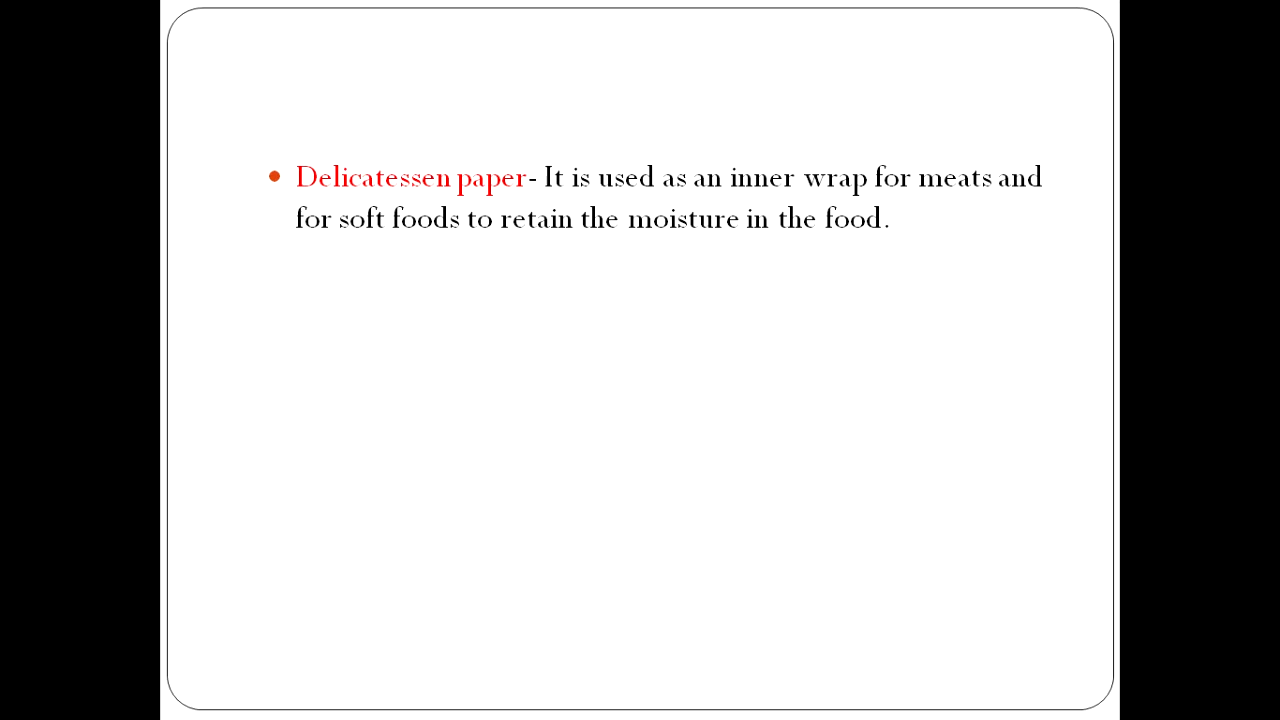 • Delicatessen paper- It is used as an inner wrap for meats and
for soft foods to retain the moisture in the food.